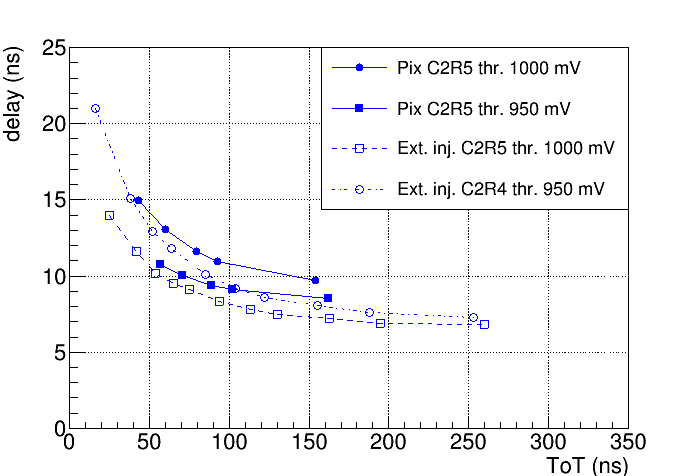 delay (ns)
25
20
15
10
5
0
0 50 100 150 200 250 300 350
ToT (ns)
Pix C2R5 thr. 1000 mV
Pix C2R5 thr. 950 mV
Ext. inj. C2R5 thr. 1000 mV
Ext. inj. C2R4 thr. 950 mV